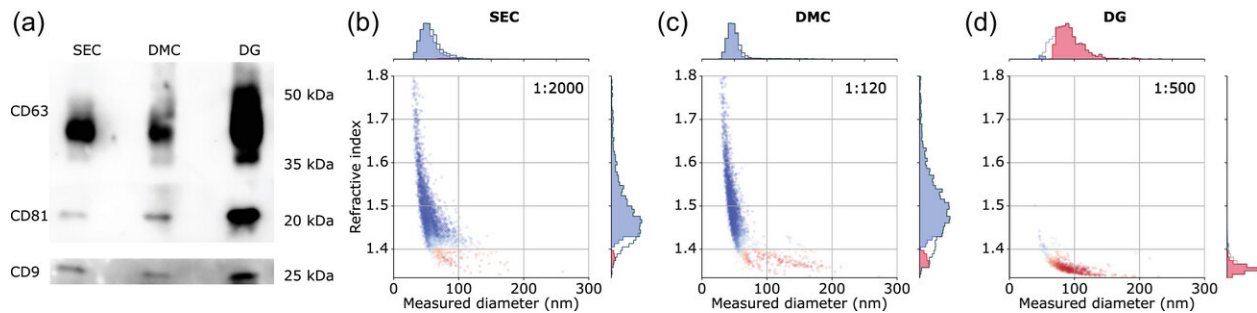 (a)
SEC DMC DG
CD63
50 kDa
35 kDa
CD81
20 kDa
CD9
25 kDa
(b)
SEC
1:2000
Refractive index
1.8
1.7
1.6
1.5
1.4
0 100 200 300
Measured diameter (nm)
(c)
DMC
1:120
1.8
1.7
1.6
1.5
1.4
0 100 200 300
Measured diameter (nm)
(d)
DG
1:500
1.8
1.7
1.6
1.5
1.4
0 100 200 300
Measured diameter (nm)